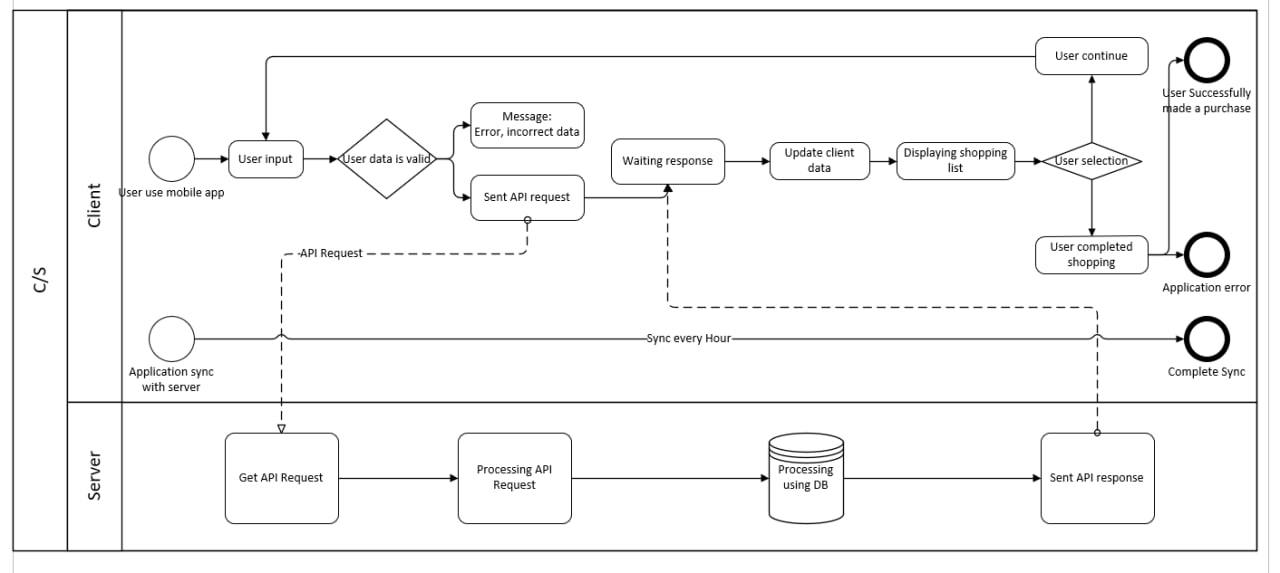 C/S
Client
User continue
User Successfully
made a purchase
Message:
Error, incorrect data
User input
User data is valid
Waiting response
Update client
data
Displaying shopping
list
User selection
User use mobile app
Sent API request
API Request
User completed
shopping
Application error
Sync every Hour
Application sync
with server
Complete Sync
Server
Get API Request
Processing API
Request
Processing
using DB
Sent API response